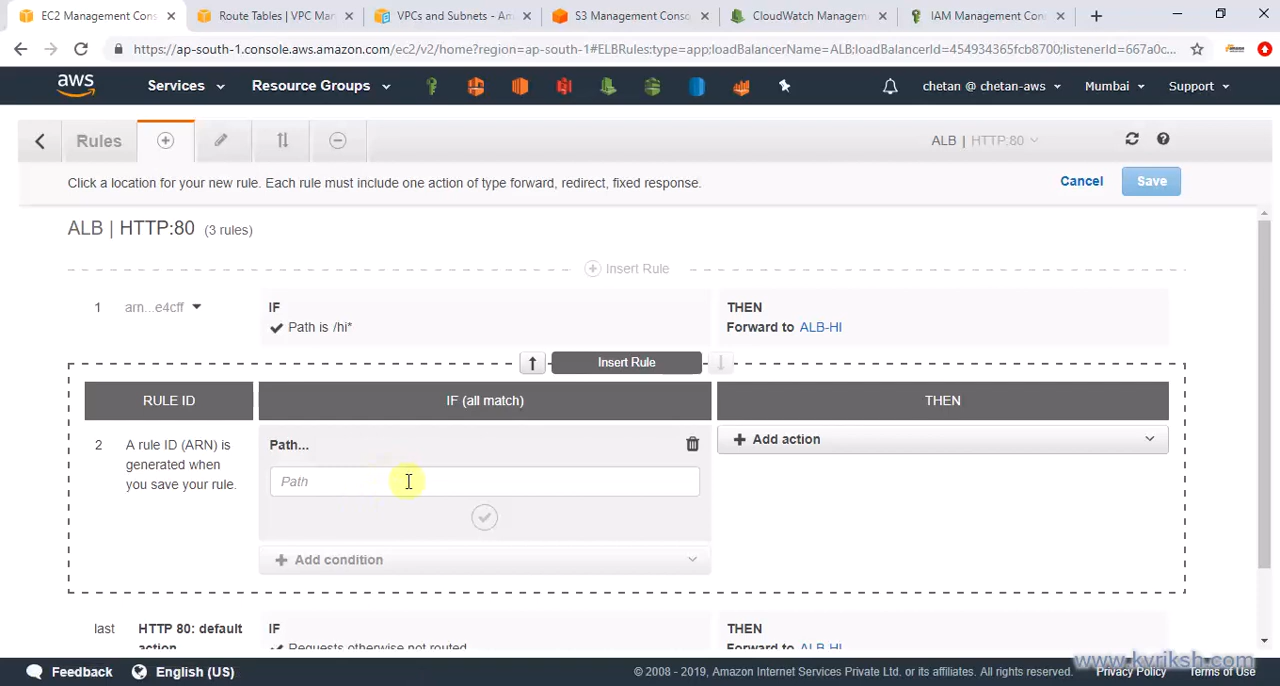 EC2 Management Cons
Route Tables | VPC Mar
VPCs and Subnets - Am
S3 Management Conso
CloudWatch Managem
IAM Management Con
https://ap-south-1.console.aws.amazon.com/ec2/v2/home?region=ap-south-1#ELBRules:type=app;loadBalancerName=ALB;loadBalancerId=454934365fcb8700;listenerId=667a0c...
aws
Services
Resource Groups
chetan @ chetan-aws
Mumbai
Support
Rules
ALB | HTTP:80
Click a location for your new rule. Each rule must include one action of type forward, redirect, fixed response.
Cancel
Save
ALB | HTTP:80 (3 rules)
Insert Rule
1
arn...e4cff
IF
Path is /hi*
THEN
Forward to ALB-HI
Insert Rule
RULE ID
IF (all match)
THEN
2
A rule ID (ARN) is
generated when
you save your rule.
Path...
Path
Add condition
Add action
last
HTTP 80: default
action
IF
Requests otherwise not routed
THEN
Forward to ALB-HI
Feedback
English (US)
© 2008 - 2019, Amazon Internet Services Private Ltd. or its affiliates. All rights reserved.
Privacy Policy
Terms of Use
www.kvriksh.com